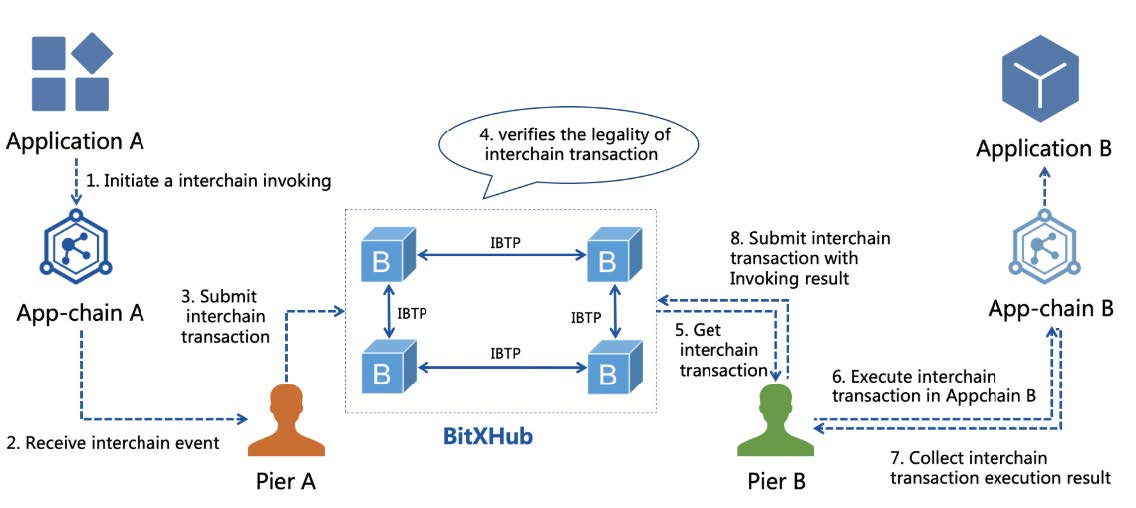 Application A
1. Initiate a interchain invoking
App-chain A
2. Receive interchain event
Pier A
3. Submit
interchain
transaction
4. verifies the legality of
interchain transaction
B
IBTP
B
IBTP
IBTP
B
IBTP
B
BitXHub
5. Get
interchain
transaction
8. Submit interchain
transaction with
Invoking result
Pier B
6. Execute interchain
transaction in Appchain B
7. Collect interchain
transaction execution result
App-chain B
Application B